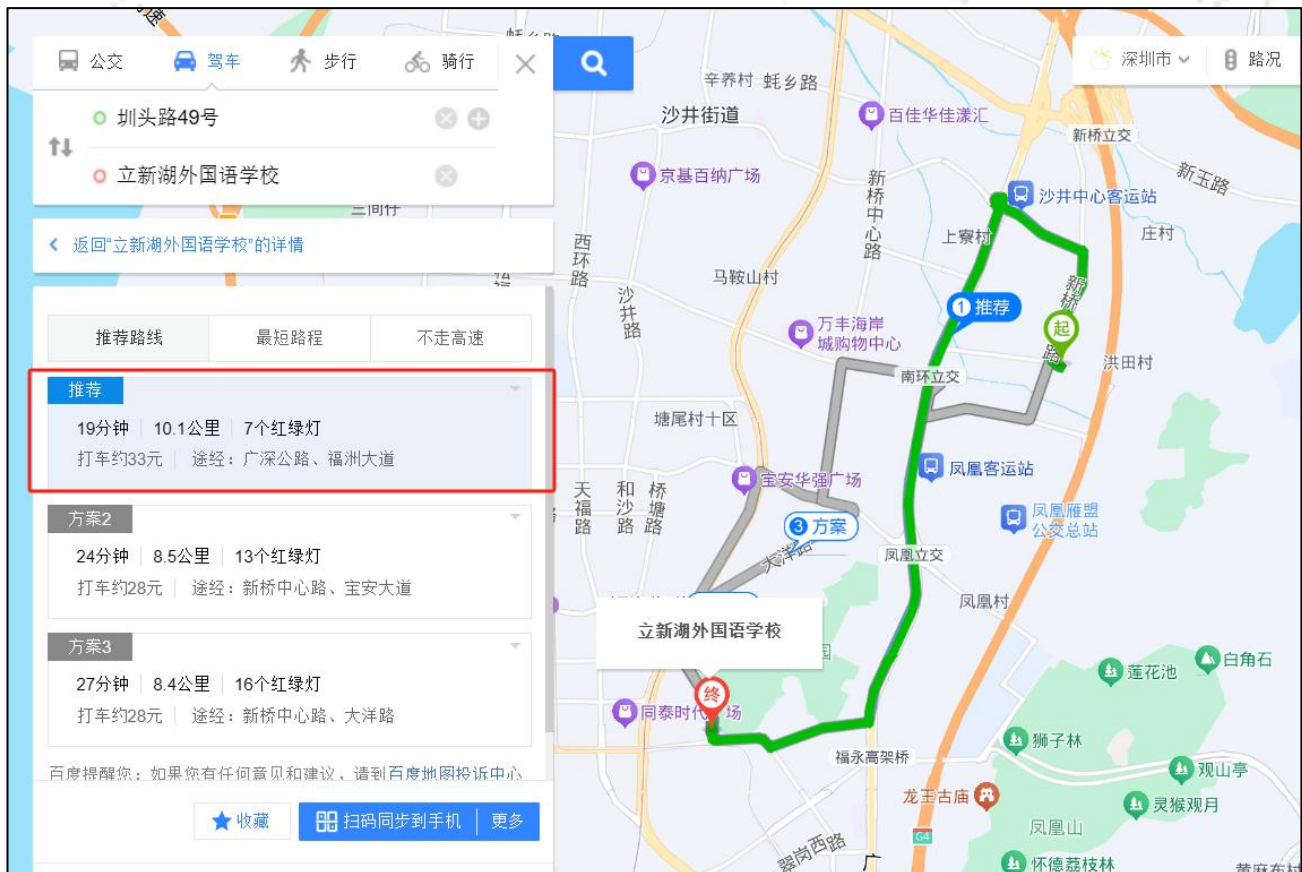 公交
驾车
步行
骑行
圳头路49号
立新湖外国语学校
三间仔
返回“立新湖外国语学校”的详情
推荐路线
最短路程
不走高速
推荐
19分钟 10.1公里 7个红绿灯
打车约33元 途经：广深公路、福洲大道
方案2
24分钟 8.5公里 13个红绿灯
打车约28元 途经：新桥中心路、宝安大道
方案3
27分钟 8.4公里 16个红绿灯
打车约28元 途经：新桥中心路、大洋路
百度提醒您：如果您有任何意见和建议，请到百度地图投诉中心
收藏
扫码同步到手机
更多
深圳市
路况
辛养村
蚝乡路
沙井街道
百佳华佳漾汇
新桥立交
新玉路
京基百纳广场
新桥中心路
沙井中心客运站
上寮村
庄村
西环路
马鞍山村
沙井路
新桥
路
1 推荐
起
万丰海岸
城购物中心
洪田村
南环立交
塘尾村十区
凤凰客运站
宝安华强广场
天福路
和沙路
桥塘路
凤凰雁盟
公交总站
3 方案
大洋路
凤凰立交
凤凰村
立新湖外国语学校
园
白角石
莲花池
终
同泰时代广场
狮子林
福永高架桥
观山亭
龙王古庙
灵猴观月
G4
凤凰山
翠岗西路
广
怀德荔枝林
黄麻布村